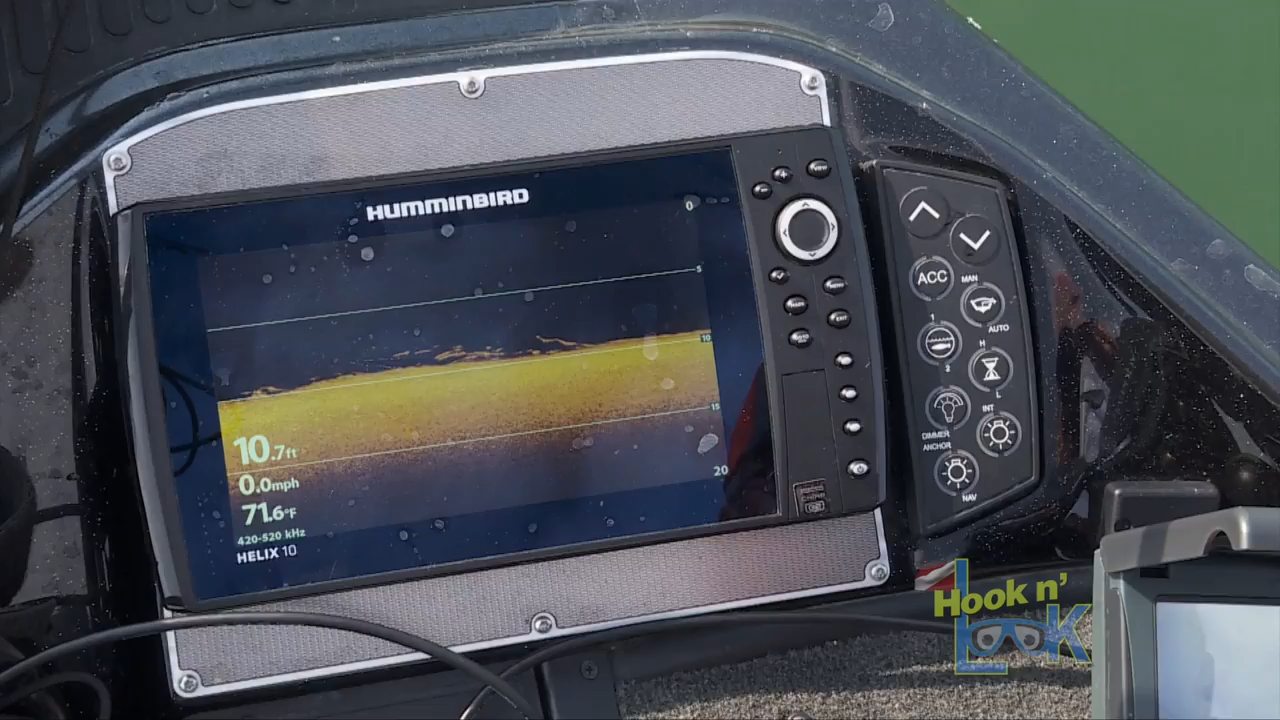 HUMMINBIRD
0
5
10
15
20
10.7ft
0.0mph
71.6°F
420-520 kHz
HELIX 10
VIEW
ACC
MAN
AUTO
1
2
H
L
DIMMER
INT
ANCHOR
NAV
HOOK N'
LOOK